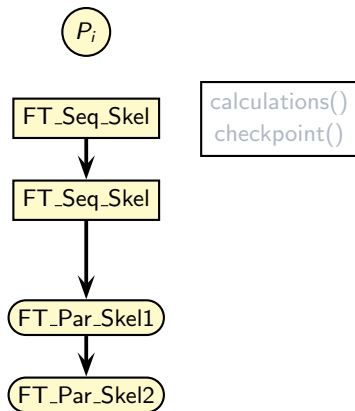 P_i
FT_Seq_Skel
calculations()
checkpoint()
FT_Seq_Skel
FT_Par_Skel1
FT_Par_Skel2